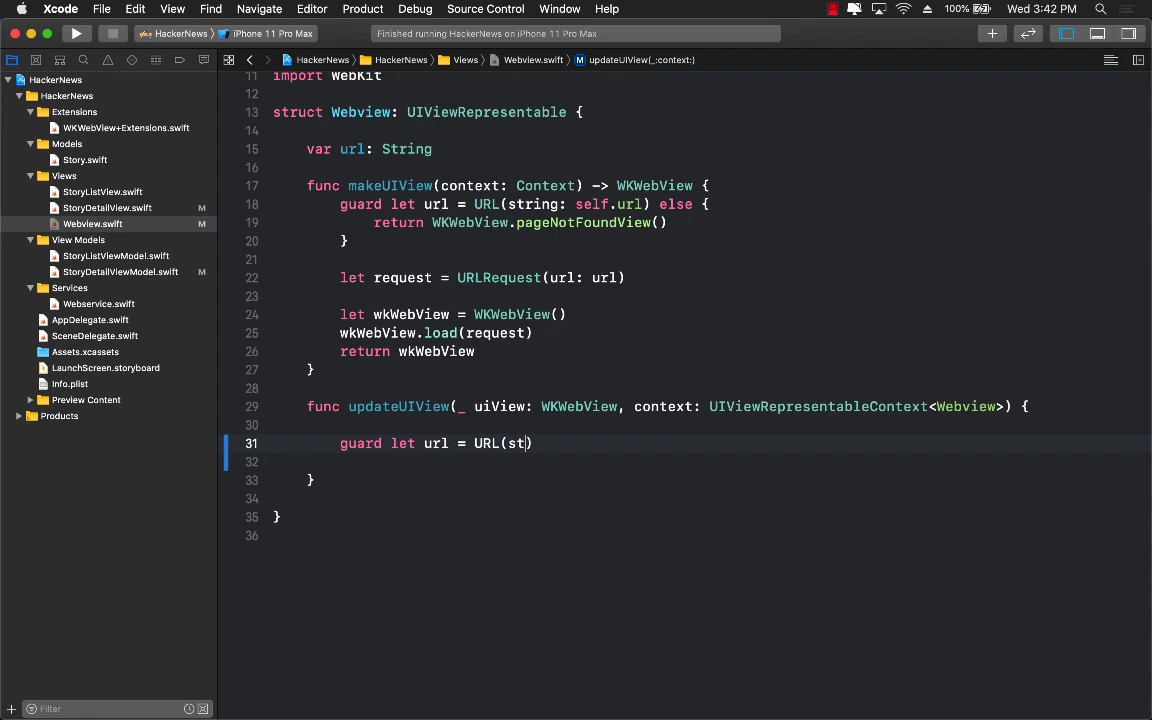 Xcode File Edit View Find Navigate Editor Product Debug Source Control Window Help 100% Wed 3:42 PM
HackerNews iPhone 11 Pro Max Finished running HackerNews on iPhone 11 Pro Max
HackerNews HackerNews Views Webview.swift M updateUIView(_:context:)
HackerNews
HackerNews
Extensions
WKWebView+Extensions.swift
Models
Story.swift
Views
StoryListView.swift
StoryDetailView.swift M
Webview.swift M
View Models
StoryListViewModel.swift
StoryDetailViewModel.swift M
Services
Webservice.swift
AppDelegate.swift
SceneDelegate.swift
Assets.xcassets
LaunchScreen.storyboard
Info.plist
Preview Content
Products
Filter
11 import WebKit
12
13 struct Webview: UIViewRepresentable {
14
15 var url: String
16
17 func makeUIView(context: Context) -> WKWebView {
18 guard let url = URL(string: self.url) else {
19 return WKWebView.pageNotFoundView()
20 }
21
22 let request = URLRequest(url: url)
23
24 let wkWebView = WKWebView()
25 wkWebView.load(request)
26 return wkWebView
27 }
28
29 func updateUIView(_ uiView: WKWebView, context: UIViewRepresentableContext<Webview>) {
30
31 guard let url = URL(st)
32
33 }
34
35 }
36